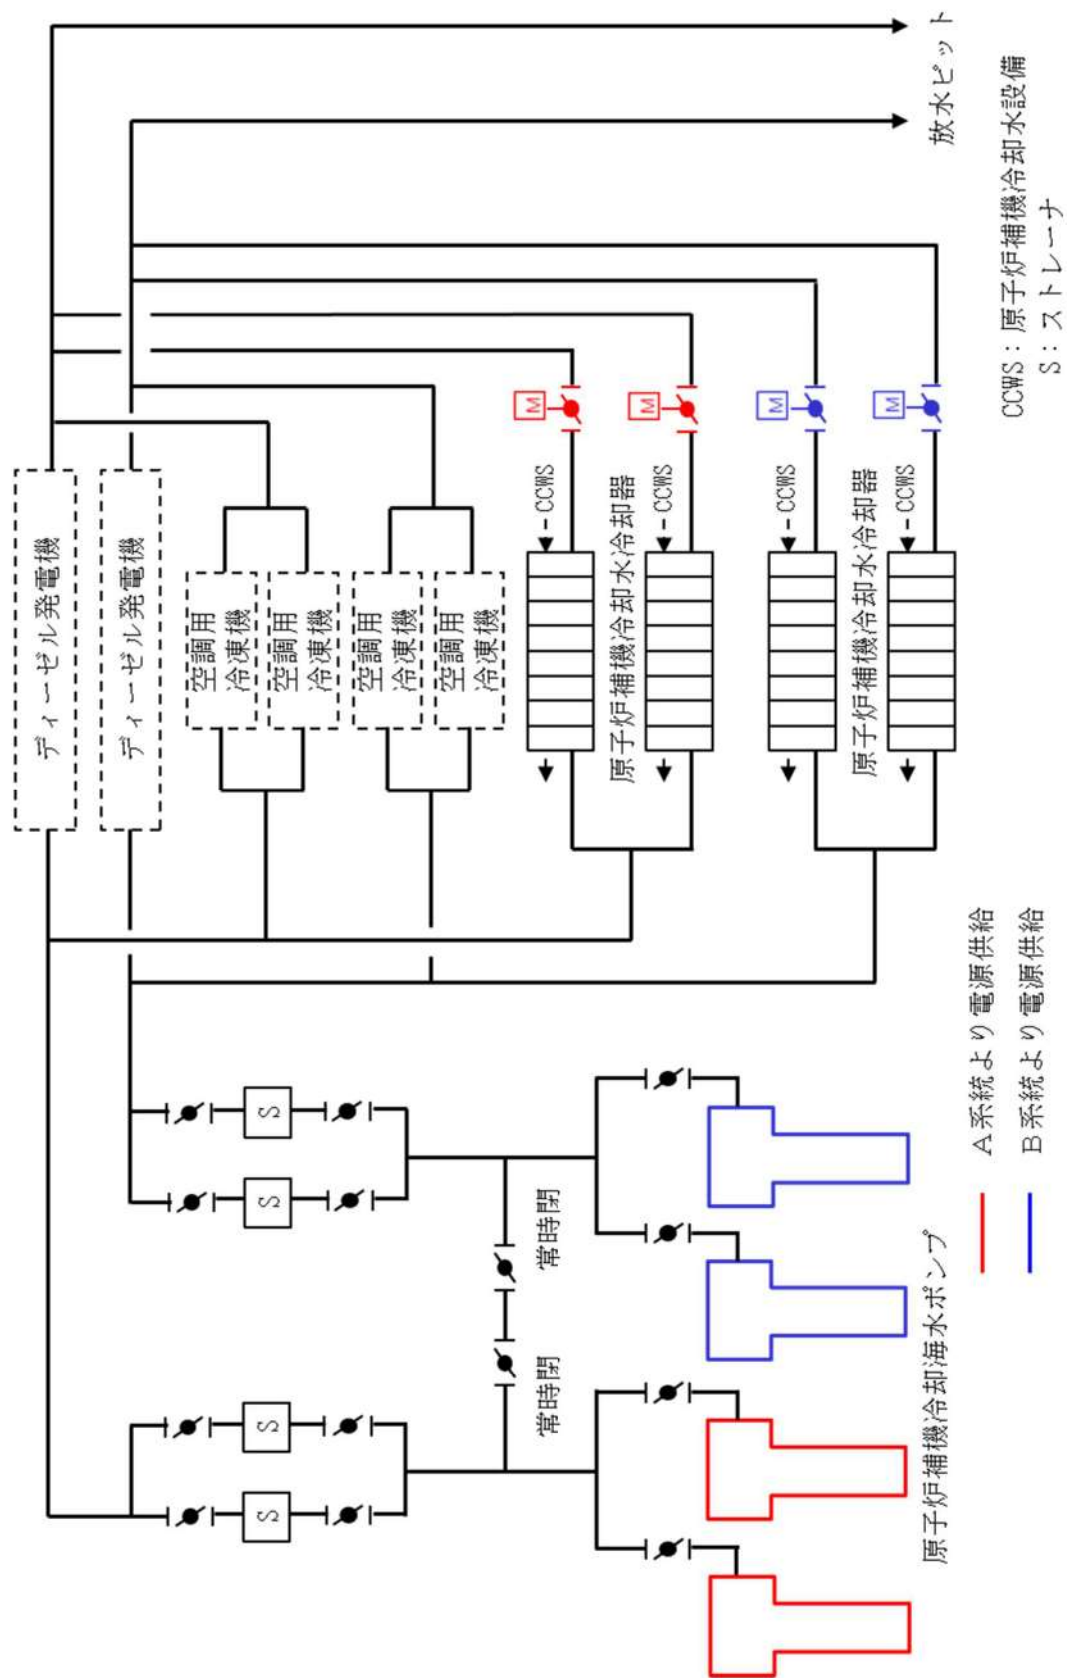 ディーゼル発電機
ディーゼル発電機
空調用
冷凍機
空調用
冷凍機
空調用
冷凍機
空調用
冷凍機
M
CCWS
原子炉補機冷却水冷却器
M
CCWS
M
CCWS
原子炉補機冷却水冷却器
M
CCWS
放水ピット
S
S
S
S
常時閉
常時閉
原子炉補機冷却海水ポンプ
A系統より電源供給
B系統より電源供給
CCWS：原子炉補機冷却水設備
S：ストレーナ